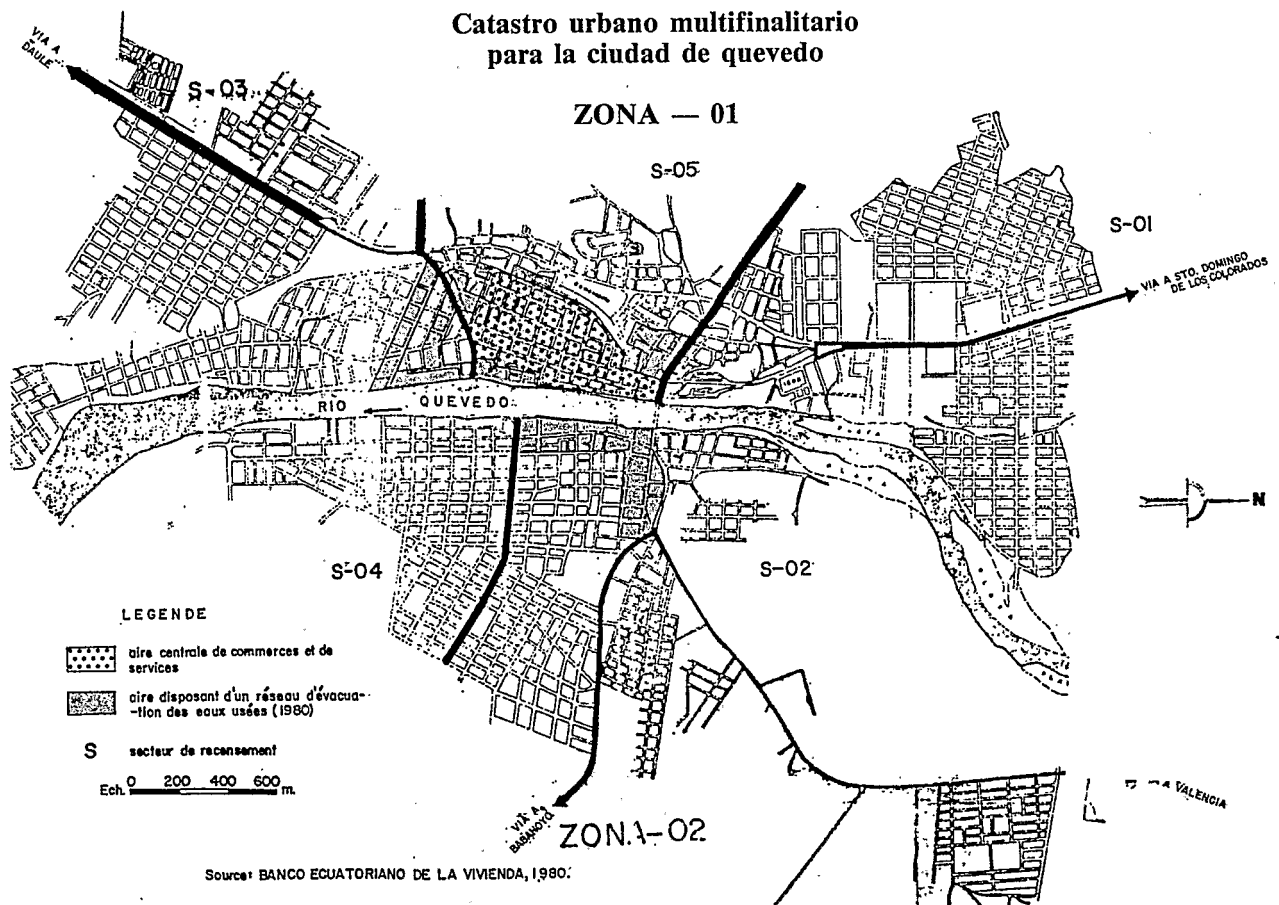 Catastro urbano multifinalitario
para la ciudad de quevedo
ZONA — 01
VIA A
DAULE
S-03
S-05
S-01
VIA A STO. DOMINGO
DE LOS COLORADOS
RIO QUEVEDO
N
S-04
S-02
LEGENDE
aire centrale de commerces et de
services
aire disposant d'un réseau d'évacua-
-tion des eaux usées (1980)
S secteur de recensement
Ech. 0 200 400 600 m.
VIA A
BABAHOYO
ZONA-02
A VALENCIA
Source: BANCO ECUATORIANO DE LA VIVIENDA, 1980.